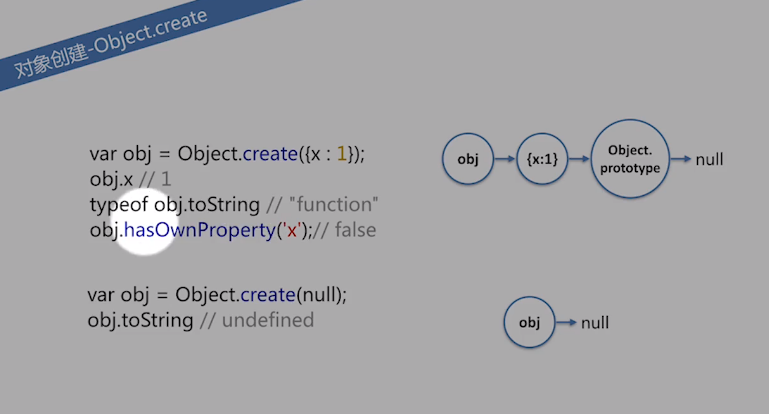 对象创建-Object.create
var obj = Object.create({x : 1});
obj.x // 1
typeof obj.toString // "function"
obj.hasOwnProperty('x');// false
obj
{x:1}
Object.
prototype
null
var obj = Object.create(null);
obj.toString // undefined
obj
null